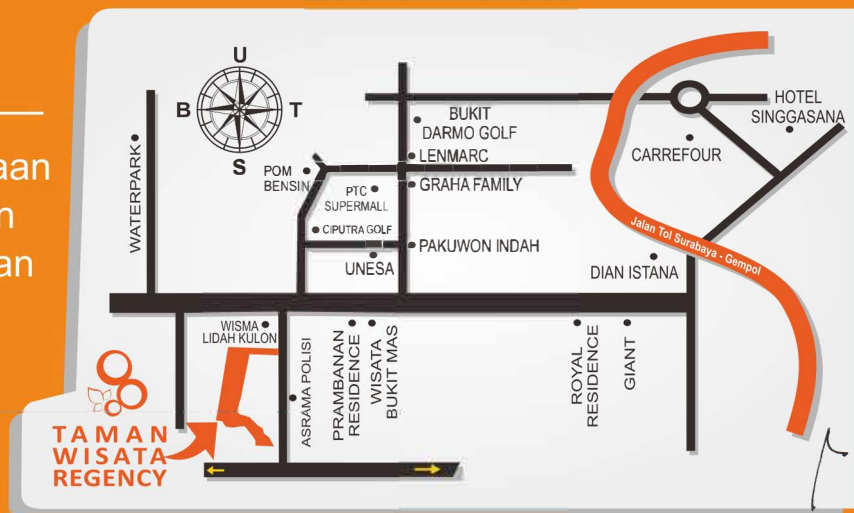 aan
n
an
U
B
T
S
WATERPARK
POM
BENSIN
PTC
SUPERMALL
CIPUTRA GOLF
UNESA
BUKIT
DARMO GOLF
LENMARC
GRAHA FAMILY
PAKUWON INDAH
HOTEL
SINGGASANA
CARREFOUR
Jalan Tol Surabaya - Gempol
DIAN ISTANA
WISMA
LIDAH KULON
ASRAMA POLISI
PRAMBANAN
RESIDENCE
WISATA
BUKIT MAS
ROYAL
RESIDENCE
GIANT
TAMAN
WISATA
REGENCY